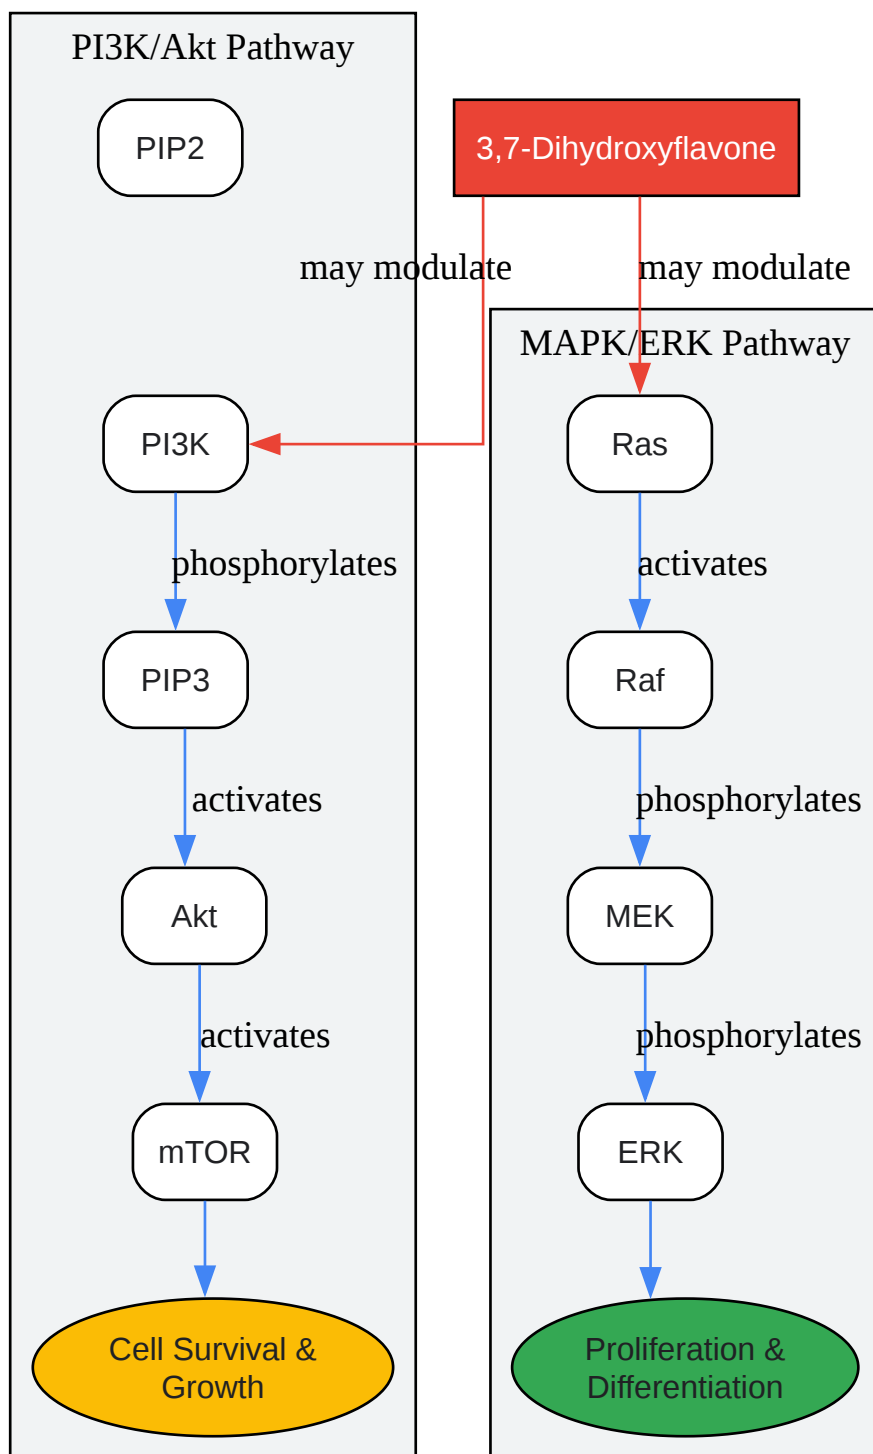 PI3K/Akt Pathway
PIP2
3,7-Dihydroxyflavone
may modulate
may modulate
MAPK/ERK Pathway
PI3K
Ras
phosphorylates
activates
PIP3
Raf
activates
phosphorylates
Akt
MEK
activates
phosphorylates
mTOR
ERK
Cell Survival &
Growth
Proliferation &
Differentiation